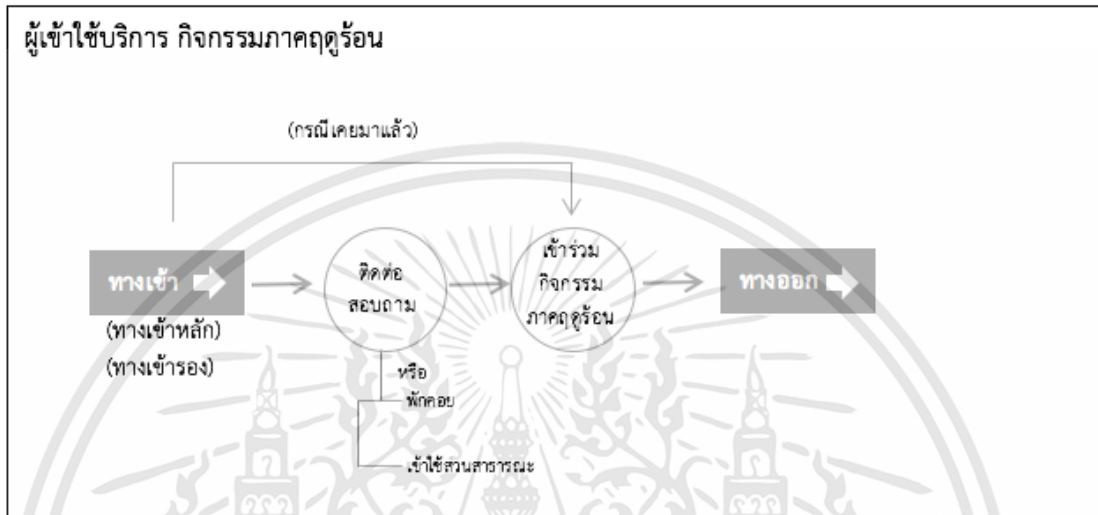 ผู้เข้าใช้บริการ กิจกรรมภาคฤดูร้อน
(กรณีเคยมาแล้ว)
ทางเข้า
(ทางเข้าหลัก)
(ทางเข้ารอง)
ติดต่อ
สอบถาม
หรือ
พักคอย
เข้าใช้สวนสาธารณะ
เข้าร่วม
กิจกรรม
ภาคฤดูร้อน
ทางออก